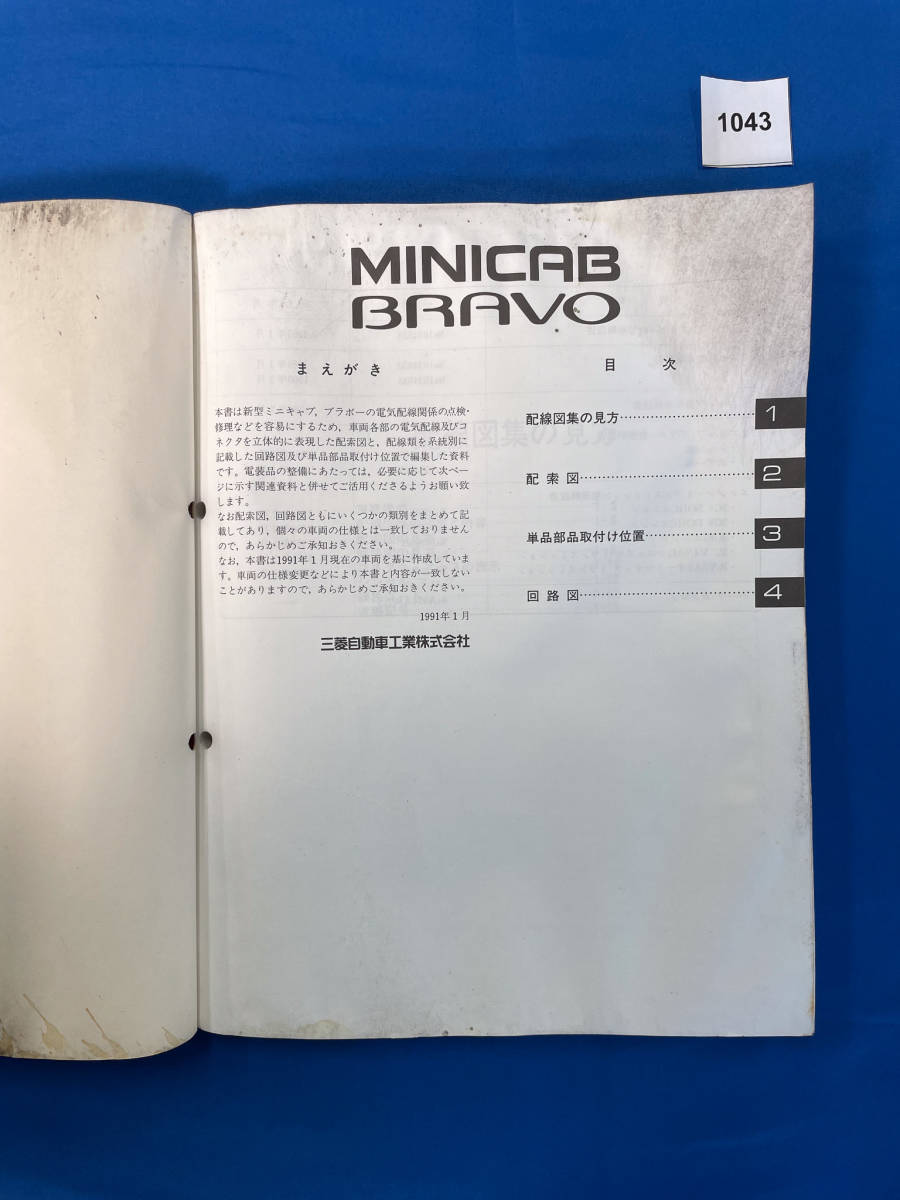 1043
MINICAB
BRAVO
まえがき
本書は新型ミニキャブ，ブラボーの電気配線関係の点検・
修理などを容易にするため，車両各部の電気配線及びコ
ネクタを立体的に表現した配索図と，配線類を系統別に
記載した回路図及び単品部品取付け位置で編集した資料
です。電装品の整備にあたっては，必要に応じて次ペー
ジに示す関連資料と併せてご活用くださるようお願い致
します。
なお配索図，回路図ともにいくつかの類別をまとめて記
載してあり，個々の車両の仕様とは一致しておりません
ので，あらかじめご承知おきください。
なお，本書は1991年1月現在の車両を基に作成していま
す。車両の仕様変更などにより本書と内容が一致しない
ことがありますので，あらかじめご承知おきください。
1991年1月
三菱自動車工業株式会社
目 次
配線図集の見方 1
配索図 2
単品部品取付け位置 3
回路図 4